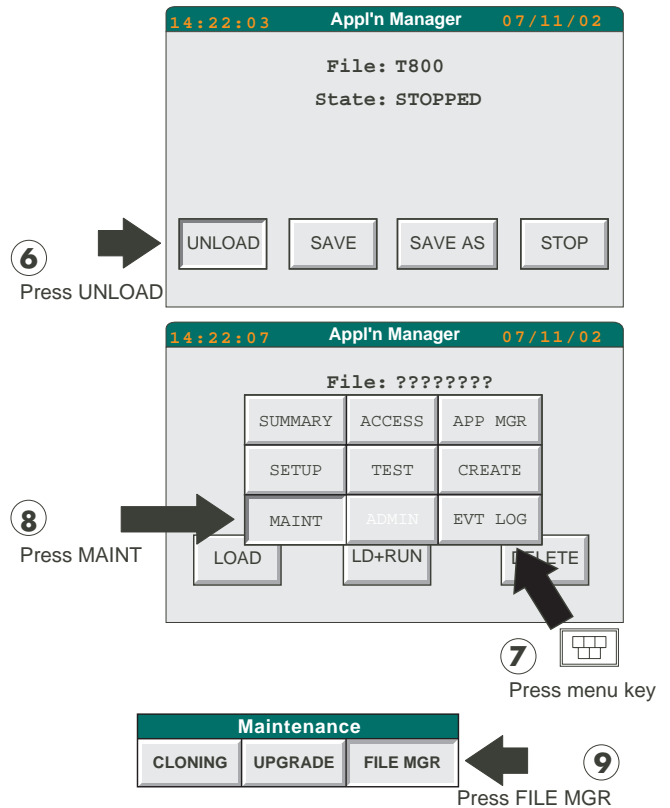 14:22:03 Appl'n Manager 07/11/02
File: T800
State: STOPPED
UNLOAD SAVE SAVE AS STOP
6
Press UNLOAD
14:22:07 Appl'n Manager 07/11/02
File: ????????
SUMMARY ACCESS APP MGR
SETUP TEST CREATE
MAINT ADMIN EVT LOG
8
Press MAINT
LOAD LD+RUN DELETE
7
Press menu key
Maintenance
CLONING UPGRADE FILE MGR
9
Press FILE MGR